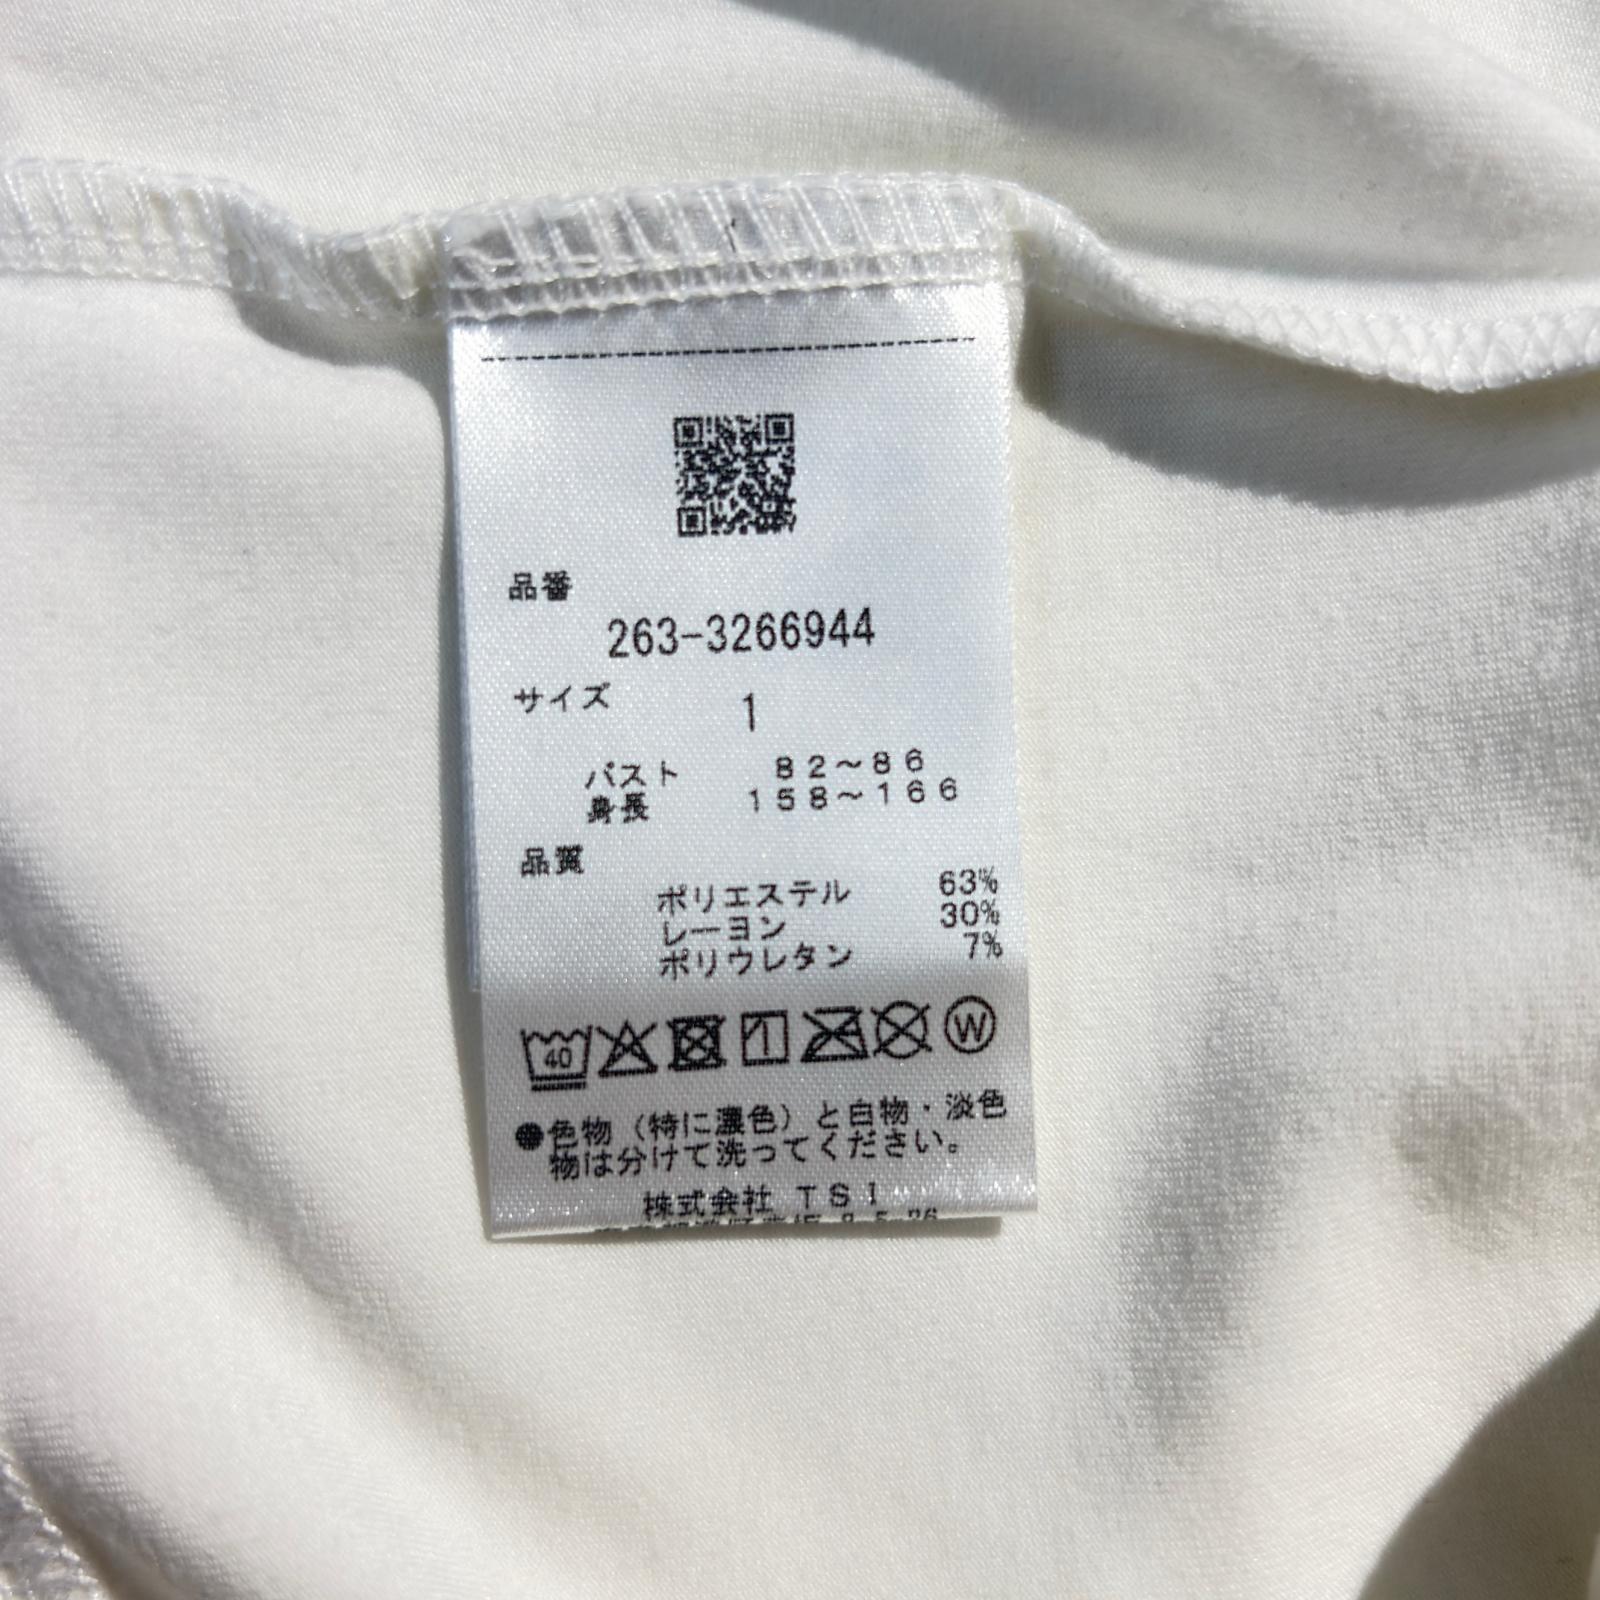 品番
263-3266944
サイズ 1
バスト 82～86
身長 158～166
品質
ポリエステル 63%
レーヨン 30%
ポリウレタン 7%
40
1
W
●色物（特に濃色）と白物・淡色
物は分けて洗ってください。
株式会社 TSI